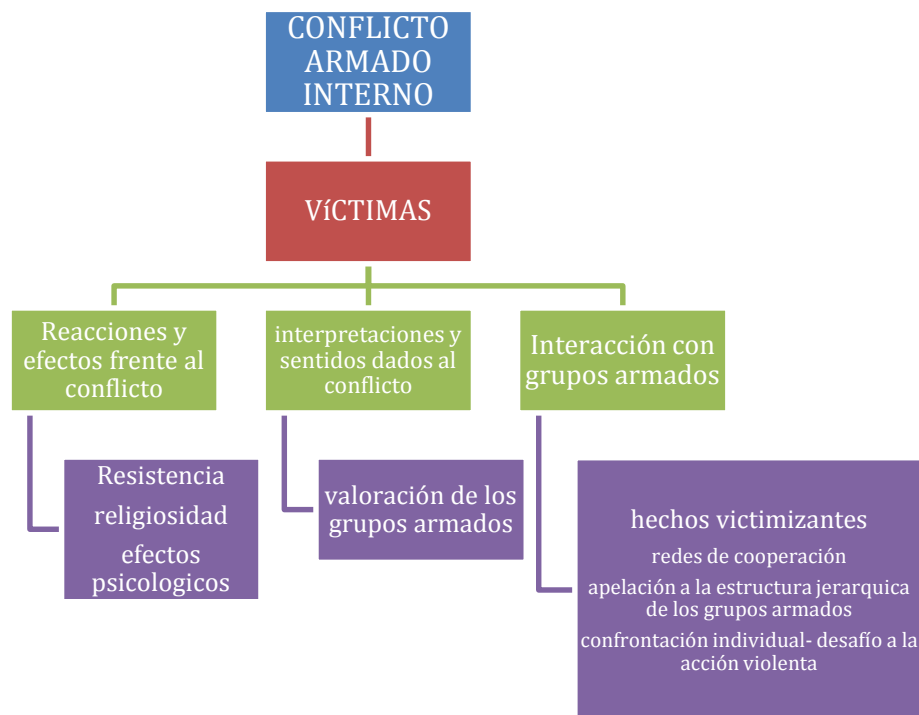 CONFLICTO
ARMADO
INTERNO
VíCTIMAS
Reacciones y
efectos frente al
conflicto
interpretaciones y
sentidos dados al
conflicto
Interacción con
grupos armados
Resistencia
religiosidad
efectos
psicologicos
valoración de los
grupos armados
hechos victimizantes
redes de cooperación
apelación a la estructura jerarquica
de los grupos armados
confrontación individual- desafío a la
acción violenta